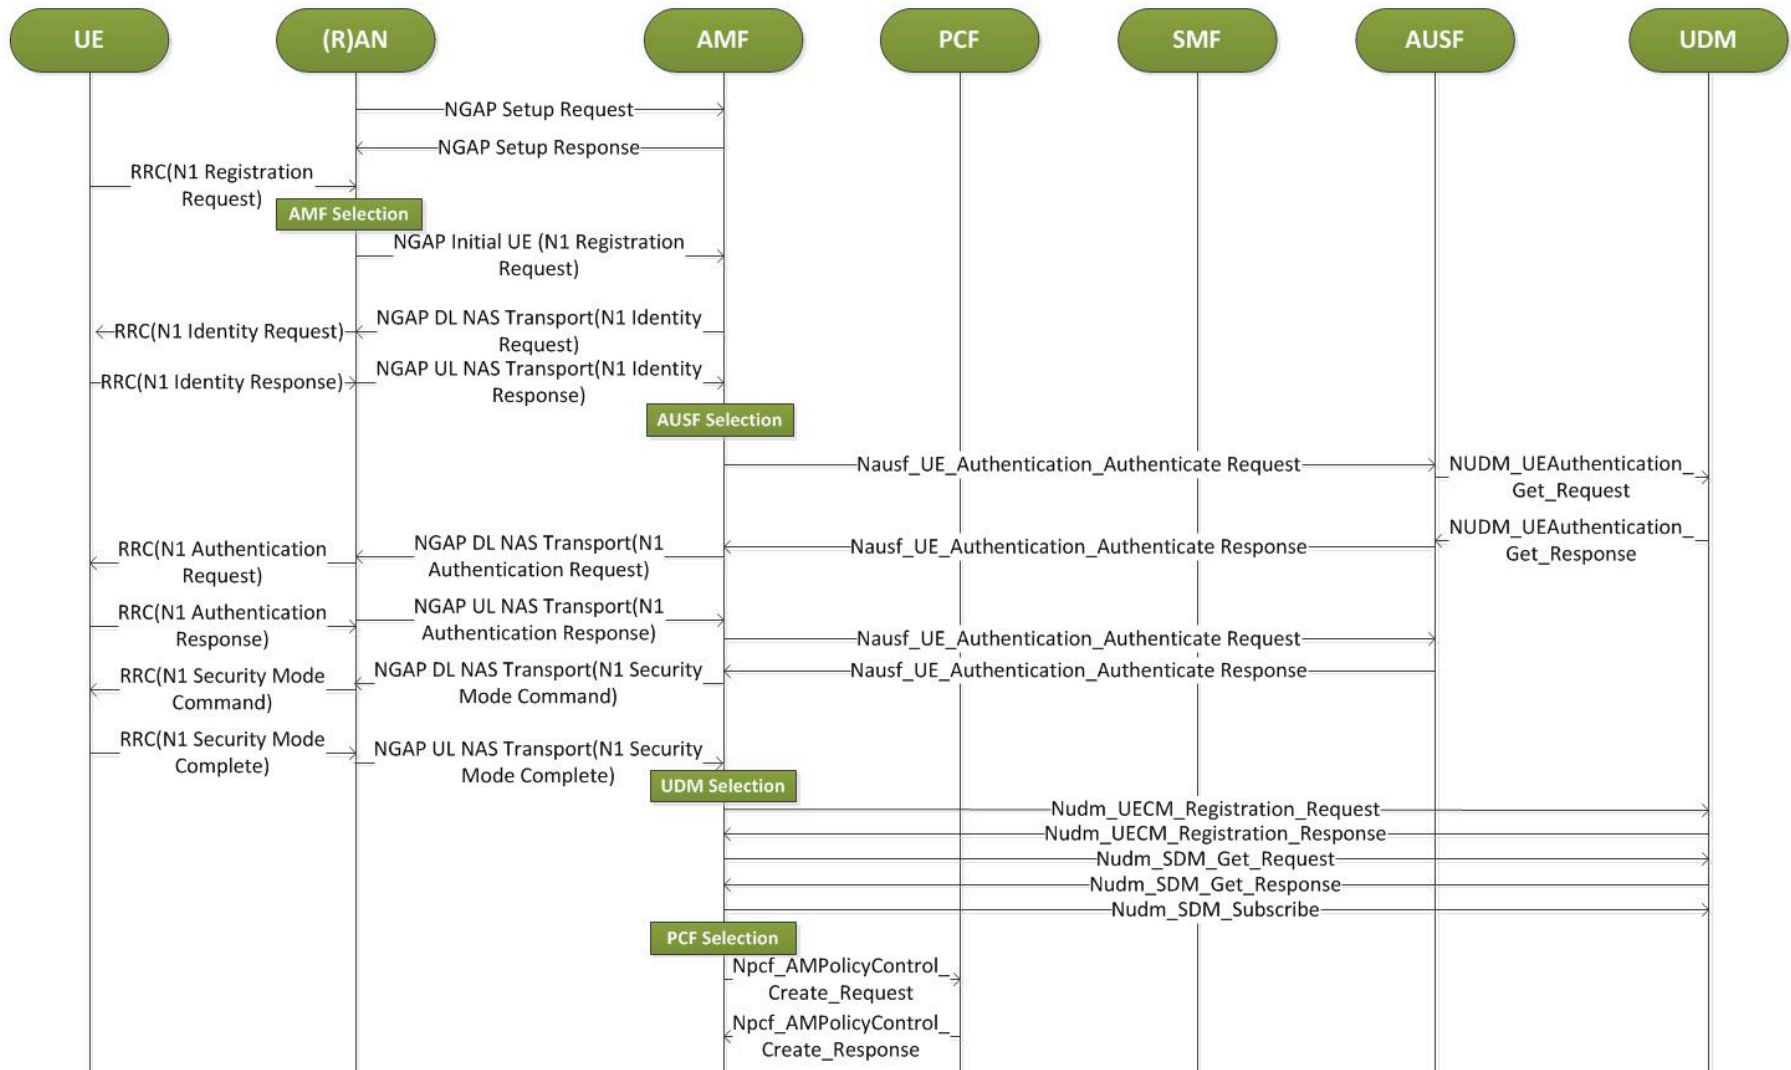 UE
(R)AN
AMF
PCF
SMF
AUSF
UDM
NGAP Setup Request
NGAP Setup Response
RRC(N1 Registration
Request)
AMF Selection
NGAP Initial UE (N1 Registration
Request)
RRC(N1 Identity Request)
NGAP DL NAS Transport(N1 Identity
Request)
RRC(N1 Identity Response)
NGAP UL NAS Transport(N1 Identity
Response)
AUSF Selection
Nausf_UE_Authentication_Authenticate Request
NUDM_UEAuthentication_
Get_Request
NUDM_UEAuthentication_
Get_Response
Nausf_UE_Authentication_Authenticate Response
NGAP DL NAS Transport(N1
Authentication Request)
RRC(N1 Authentication
Request)
RRC(N1 Authentication
Response)
NGAP UL NAS Transport(N1
Authentication Response)
Nausf_UE_Authentication_Authenticate Request
Nausf_UE_Authentication_Authenticate Response
NGAP DL NAS Transport(N1 Security
Mode Command)
RRC(N1 Security Mode
Command)
RRC(N1 Security Mode
Complete)
NGAP UL NAS Transport(N1 Security
Mode Complete)
UDM Selection
Nudm_UECM_Registration_Request
Nudm_UECM_Registration_Response
Nudm_SDM_Get_Request
Nudm_SDM_Get_Response
Nudm_SDM_Subscribe
PCF Selection
Npcf_AMPolicyControl_
Create_Request
Npcf_AMPolicyControl_
Create_Response